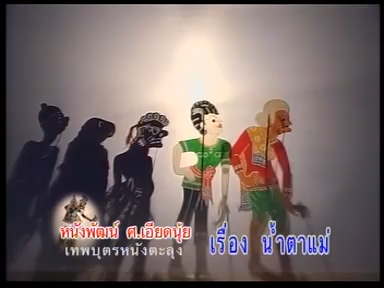 หนังพัฒน์ ศ.เอียดนุ้ย
เทพบุตรหนังตะลุง
เรื่อง น้ำตาแม่